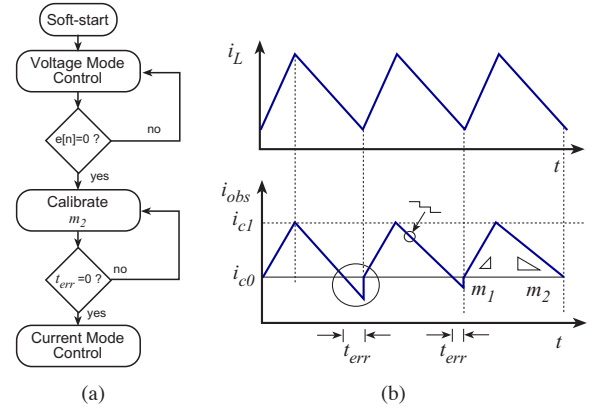 Soft-start
Voltage Mode
Control
e[n]=0 ?
no
yes
Calibrate
m2
terr =0 ?
no
yes
Current Mode
Control
(a)
iL
t
iobs
ic1
ic0
m1
m2
terr
terr
t
(b)